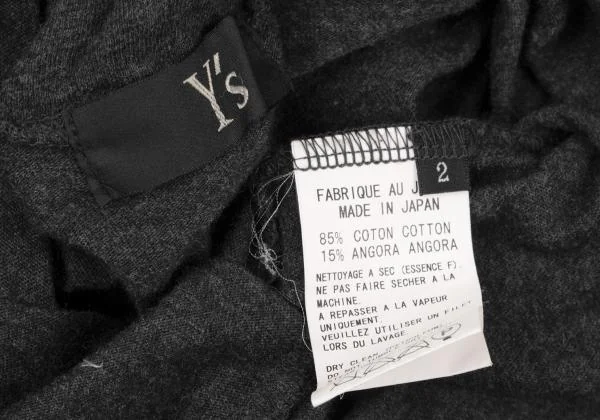 Y's
2
FABRIQUE AU
MADE IN JAPAN
85% COTON COTTON
15% ANGORA ANGORA
NETTOYAGE A SEC (ESSENCE F).
NE PAS FAIRE SECHER A LA
MACHINE.
A REPASSER A LA VAPEUR
UNIQUEMENT.
VEUILLEZ UTILISER UN FILET
LORS DU LAVAGE.
DRY CLEAN